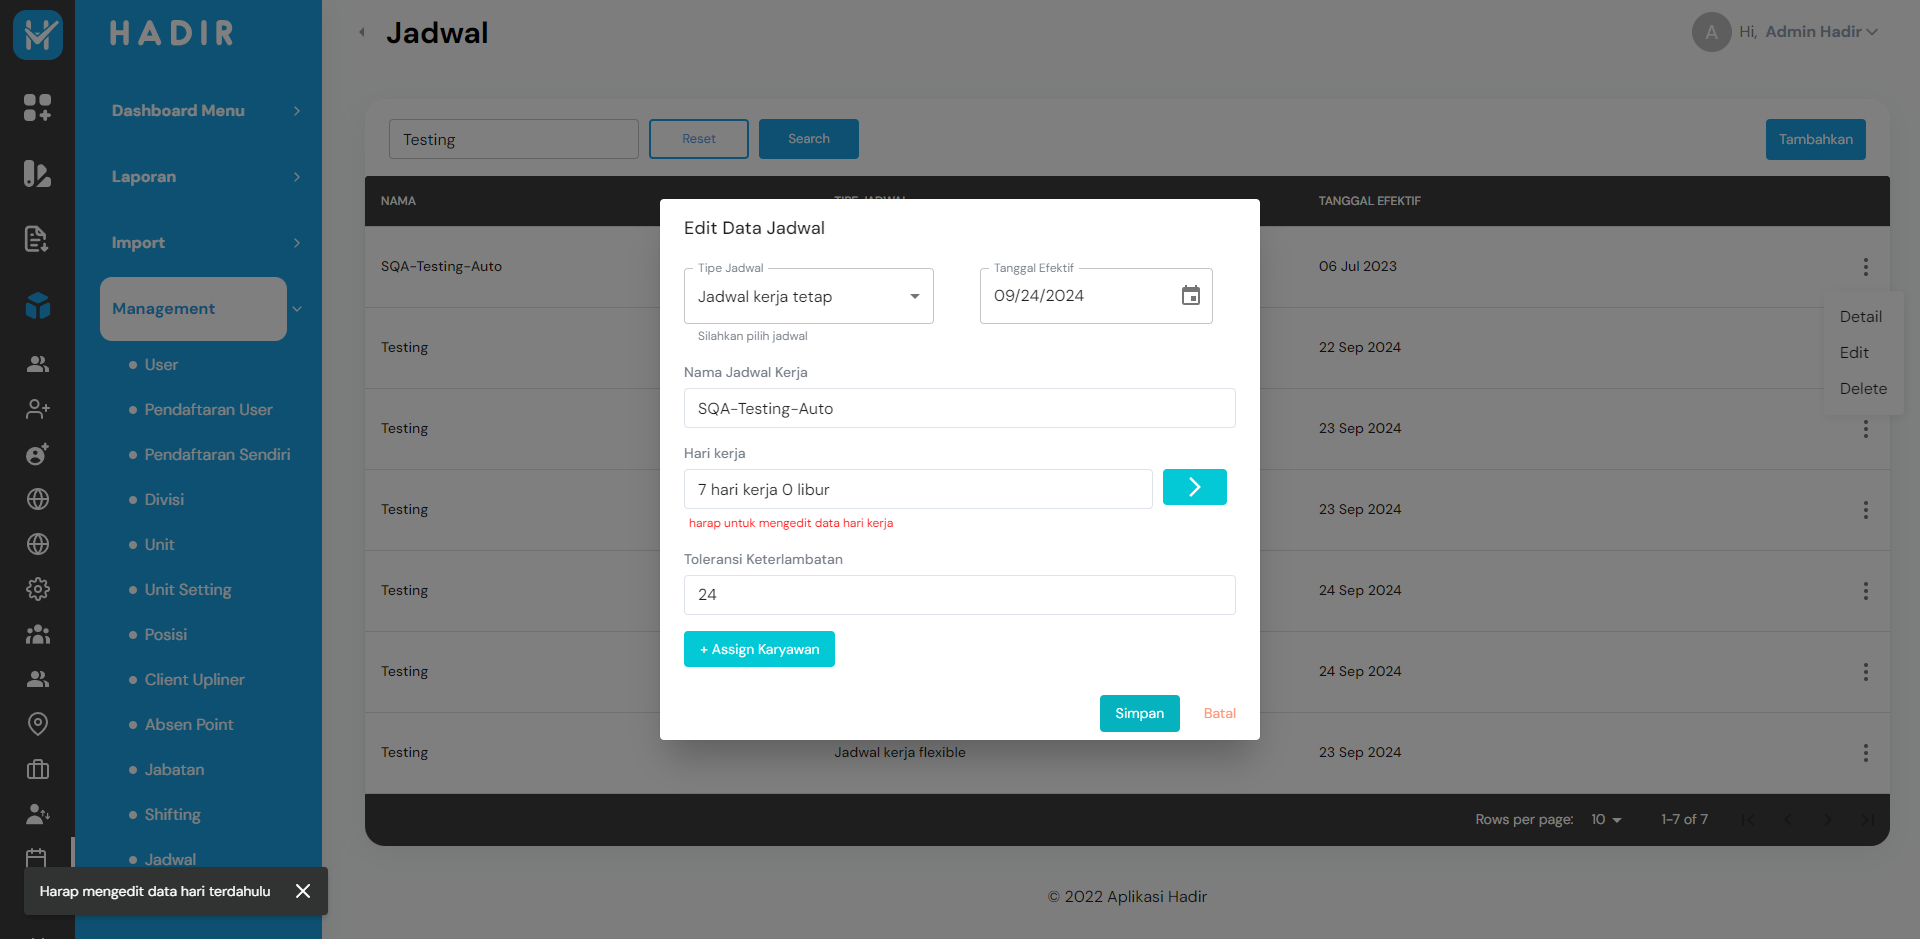 HADIR
Dashboard Menu
Laporan
Import
Management
User
Pendaftaran User
Pendaftaran Sendiri
Divisi
Unit
Unit Setting
Posisi
Client Upliner
Absen Point
Jabatan
Shifting
Jadwal
Harap mengedit data hari terdahulu
Jadwal
A Hi, Admin Hadir
Testing Reset Search Tambahkan
NAMA TIPE JADWAL TANGGAL EFEKTIF
SQA-Testing-Auto 06 Jul 2023
Testing 22 Sep 2024
Testing 23 Sep 2024
Testing 23 Sep 2024
Testing 24 Sep 2024
Testing 24 Sep 2024
Testing Jadwal kerja flexible 23 Sep 2024
Detail
Edit
Delete
Rows per page: 10 1-7 of 7
Edit Data Jadwal
Tipe Jadwal Tanggal Efektif
Jadwal kerja tetap 09/24/2024
Silahkan pilih jadwal
Nama Jadwal Kerja
SQA-Testing-Auto
Hari kerja
7 hari kerja 0 libur
harap untuk mengedit data hari kerja
Toleransi Keterlambatan
24
+ Assign Karyawan
Simpan Batal
© 2022 Aplikasi Hadir